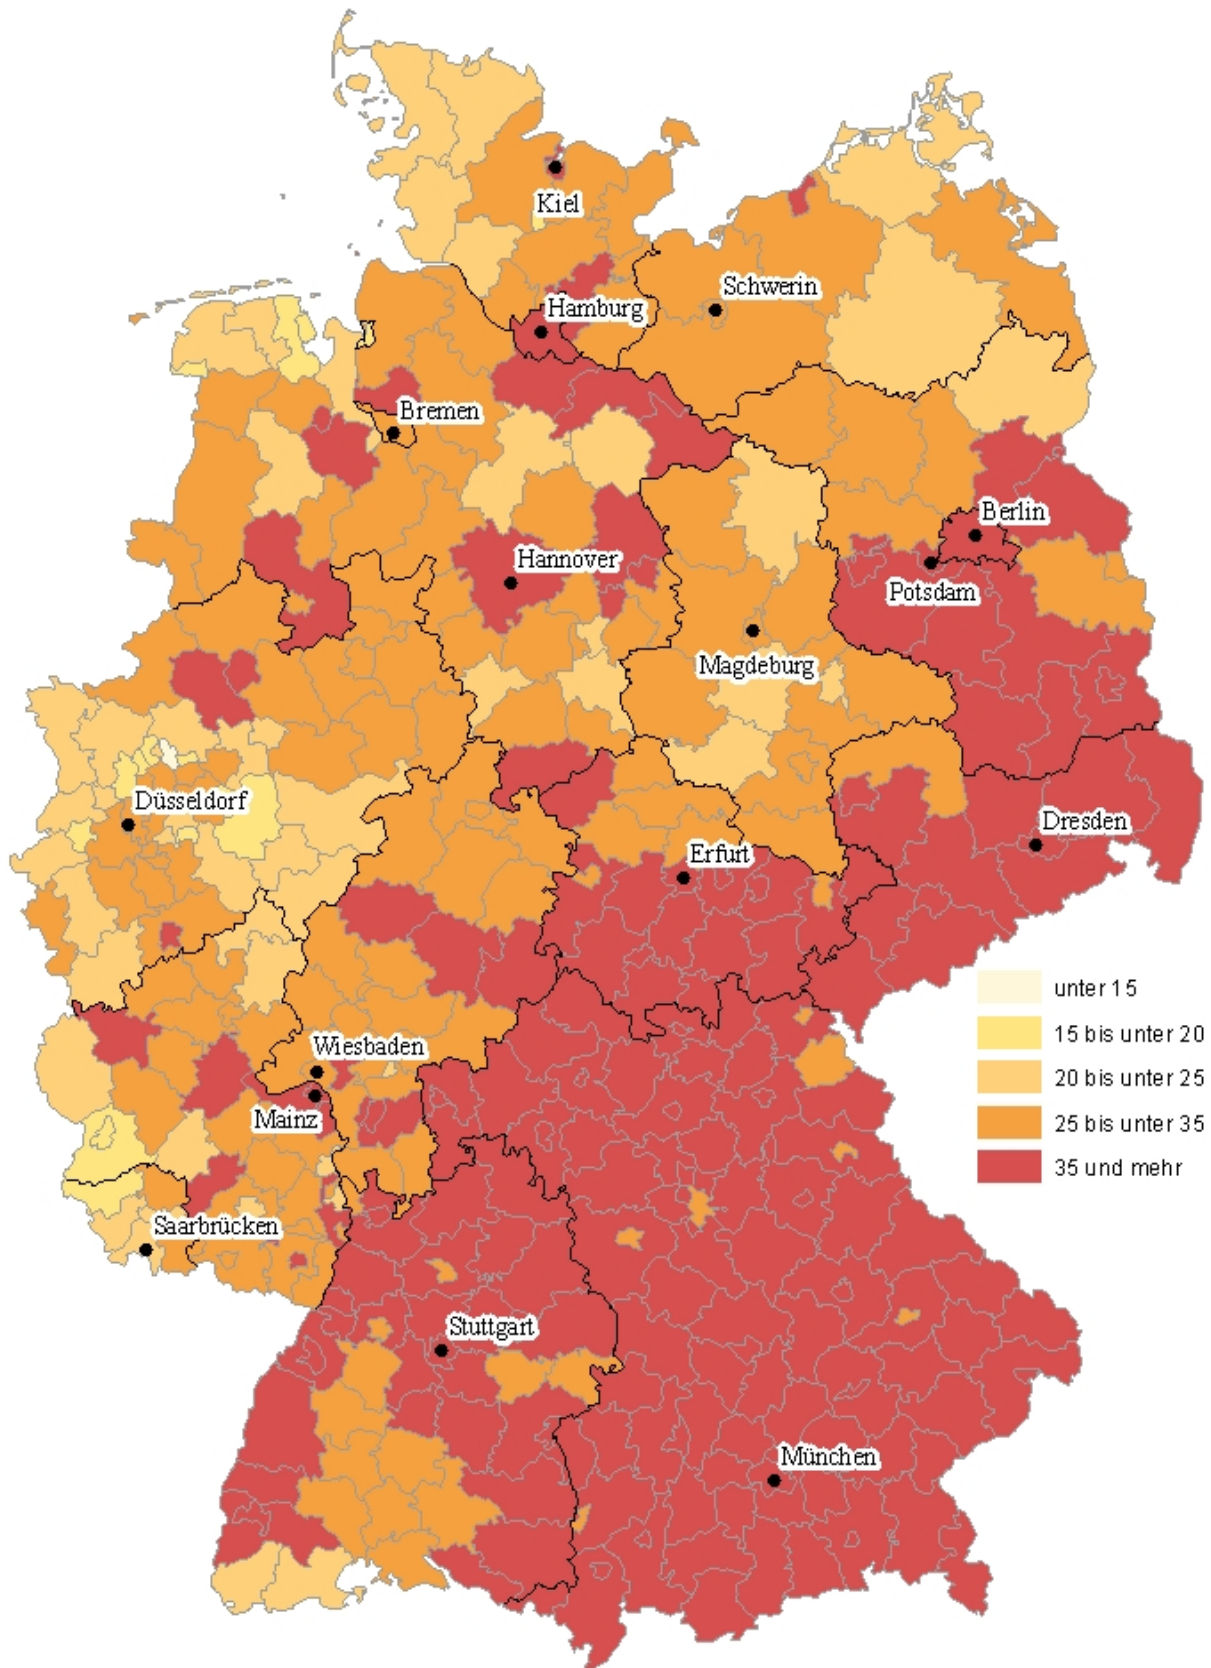 Kiel
Schwerin
Hamburg
Bremen
Berlin
Hannover
Potsdam
Magdeburg
Düsseldorf
Dresden
Erfurt
unter 15
15 bis unter 20
20 bis unter 25
25 bis unter 35
35 und mehr
Wiesbaden
Mainz
Saarbrücken
Stuttgart
München